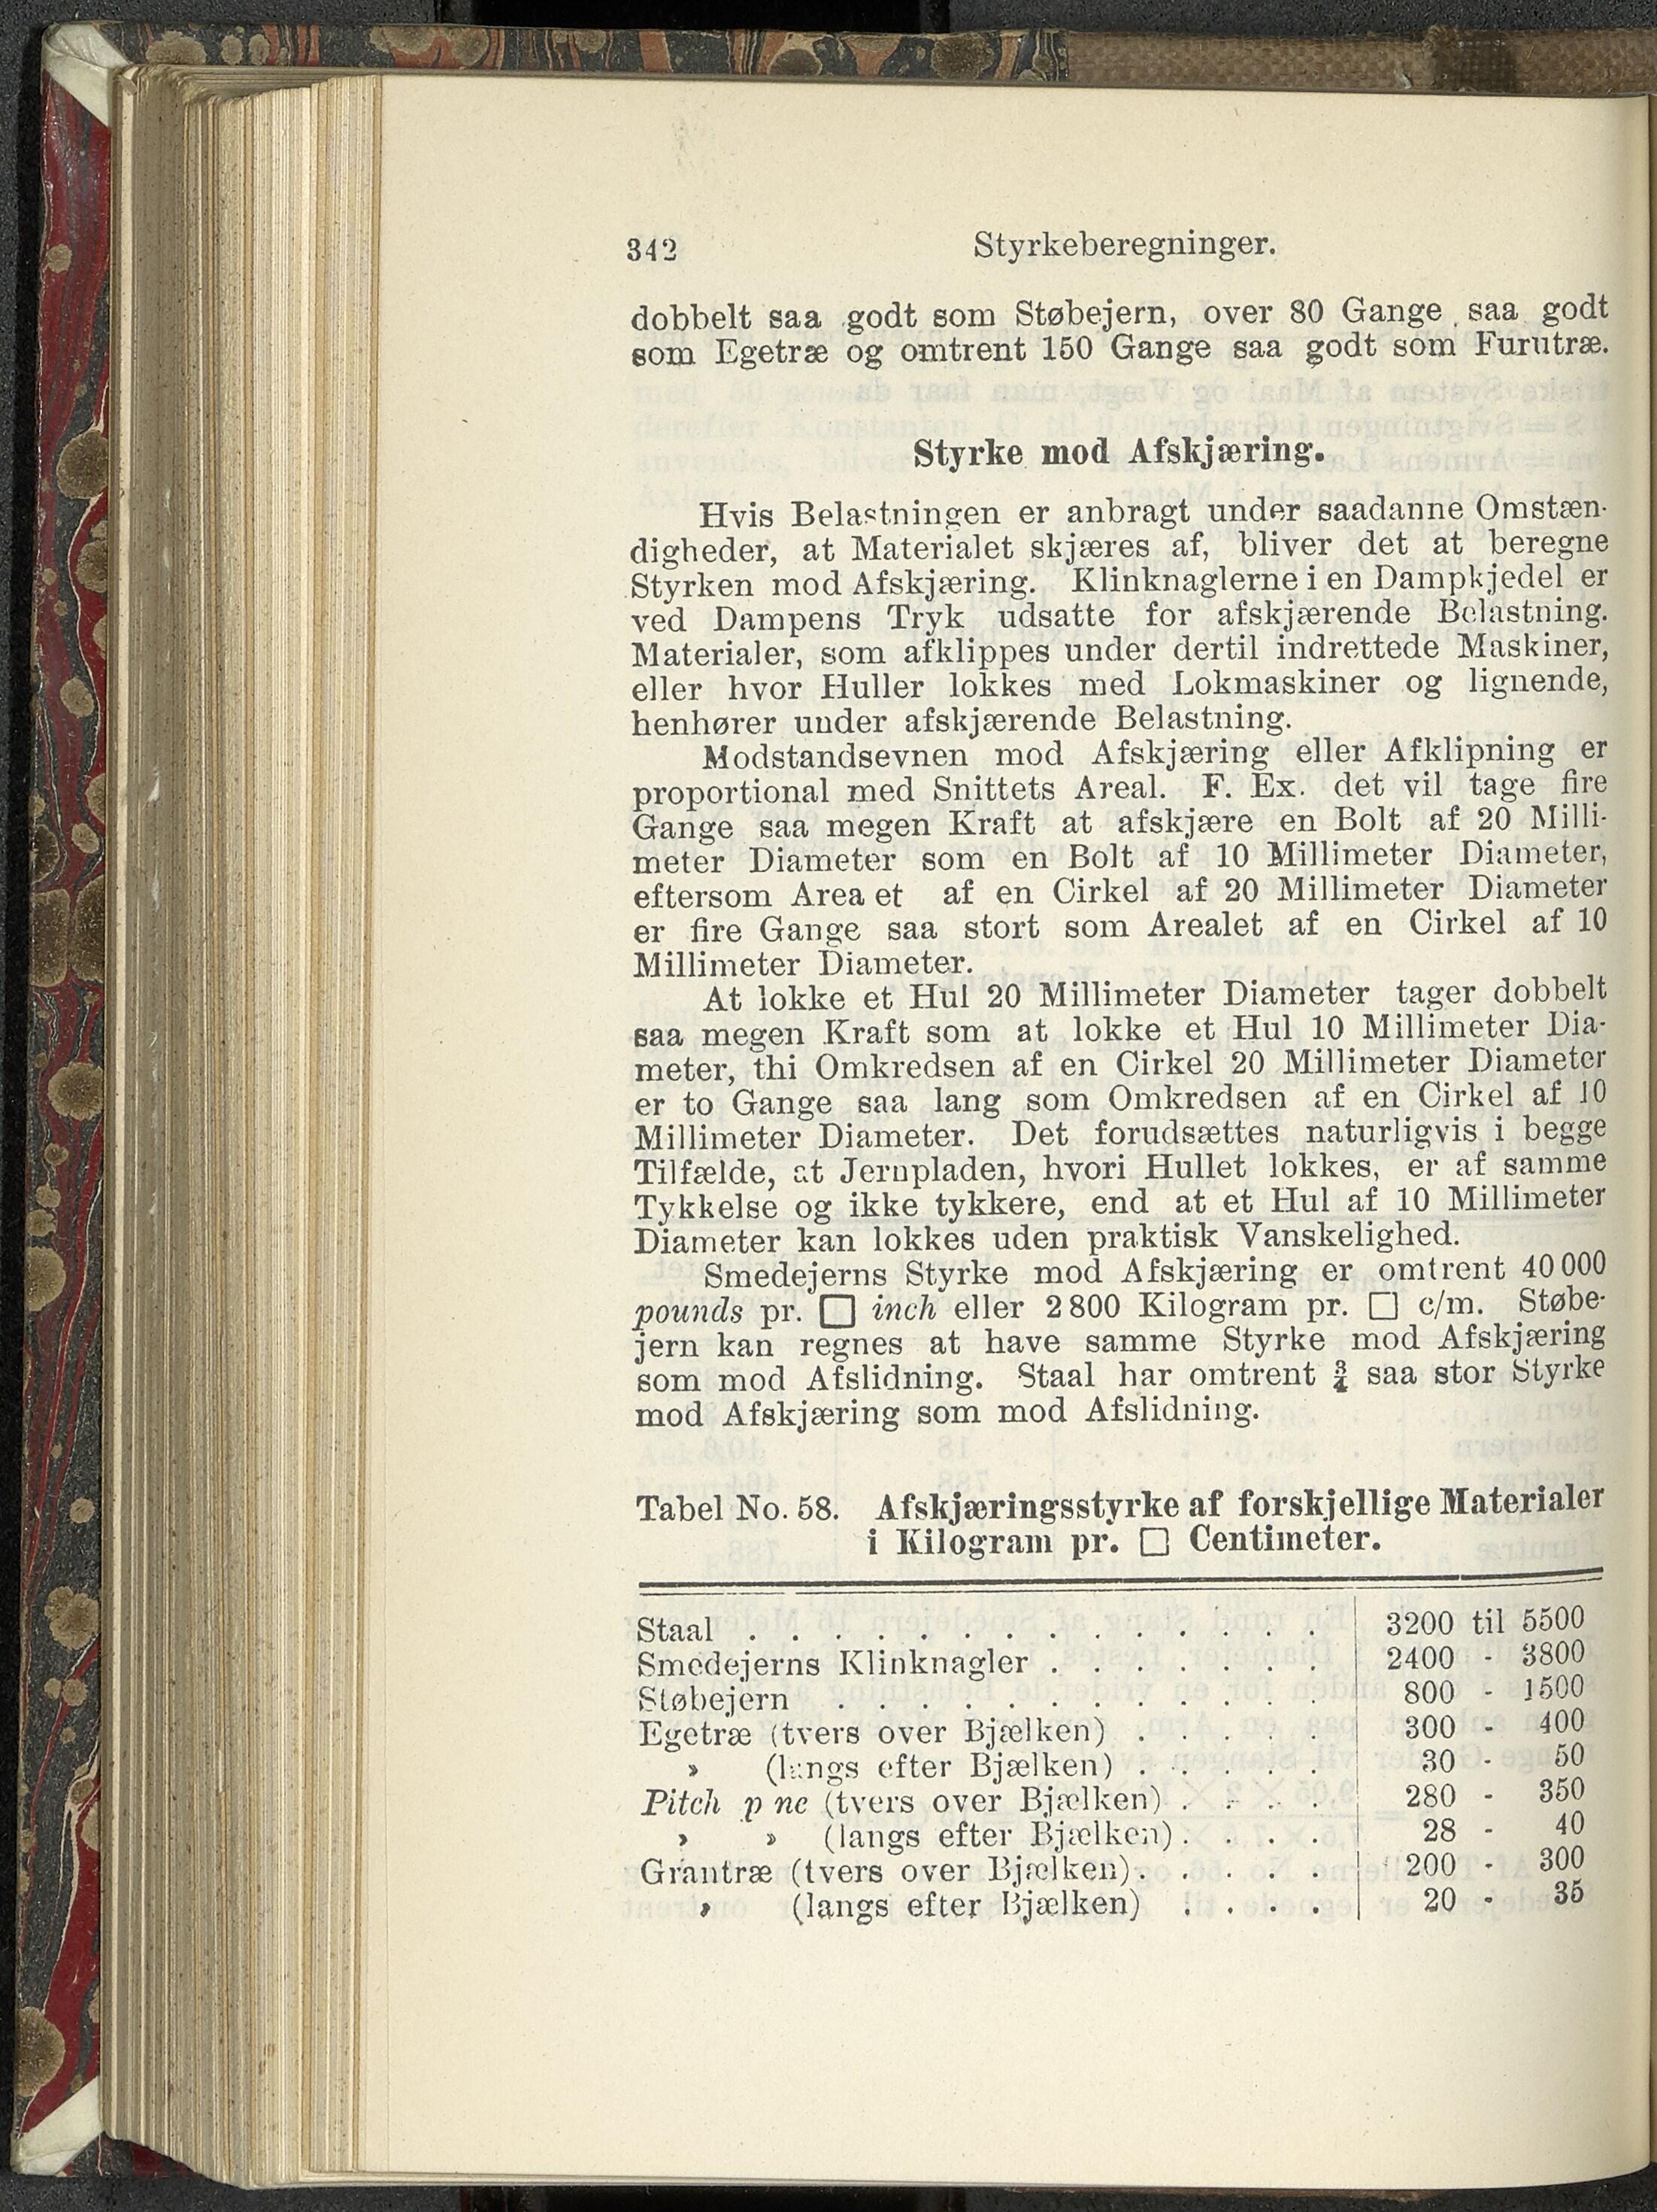 342 Styrkeberegninger.
dobbelt saa godt som Støbejern, over 80 Gange saa godt
som Egetræ og omtrent 150 Gange saa godt som Furutræ.
Styrke mod Afskjæring.
Hvis Belastningen er anbragt under saadanne Omstæn-
digheder, at Materialet skjæres af, bliver det at beregne
Styrken mod Afskjæring. Klinknaglerne i en Dampkjedel er
ved Dampens Tryk udsatte for afskjærende Belastning.
Materialer, som afklippes under dertil indrettede Maskiner,
eller hvor Huller lokkes med Lokmaskiner og lignende,
henhører under afskjærende Belastning.
Modstandsevnen mod Afskjæring eller Afklipning er
proportional med Snittets Areal. F. Ex. det vil tage fire
Gange saa megen Kraft at afskjære en Bolt af 20 Milli-
meter Diameter som en Bolt af 10 Millimeter Diameter,
eftersom Area et af en Cirkel af 20 Millimeter Diameter
er fire Gange saa stort som Arealet af en Cirkel af 10
Millimeter Diameter.
At lokke et Hul 20 Millimeter Diameter tager dobbelt
saa megen Kraft som at lokke et Hul 10 Millimeter Dia-
meter, thi Omkredsen af en Cirkel 20 Millimeter Diameter
er to Gange saa lang som Omkredsen af en Cirkel af 10
Millimeter Diameter. Det forudsættes naturligvis i begge
Tilfælde, at Jernpladen, hvori Hullet lokkes, er af samme
Tykkelse og ikke tykkere, end at et Hul af 10 Millimeter
Diameter kan lokkes uden praktisk Vanskelighed.
Smedejerns Styrke mod Afskjæring er omtrent 40 000
pounds pr. □ inch eller 2 800 Kilogram pr. □ c/m. Støbe-
jern kan regnes at have samme Styrke mod Afskjæring
som mod Afslidning. Staal har omtrent ¾ saa stor Styrke
mod Afskjæring som mod Afslidning.
Tabel No. 58. Afskjæringsstyrke af forskjellige Materialer
i Kilogram pr. □ Centimeter.
Staal . . . . . . . . . . . . . . 3200 til 5500
Smedejerns Klinknagler . . . . . . . 2400 - 3800
Støbejern . . . . . . . . . . . . 800 - 1500
Egetræ (tvers over Bjælken) . . . . . 300 - 400
» (langs efter Bjælken) . . . . . 30 - 50
Pitch p ne (tvers over Bjælken) . . . . 280 - 350
» » (langs efter Bjælken) . . . . 28 - 40
Grantræ (tvers over Bjælken) . . . . . 200 - 300
» (langs efter Bjælken) . . . . 20 - 35